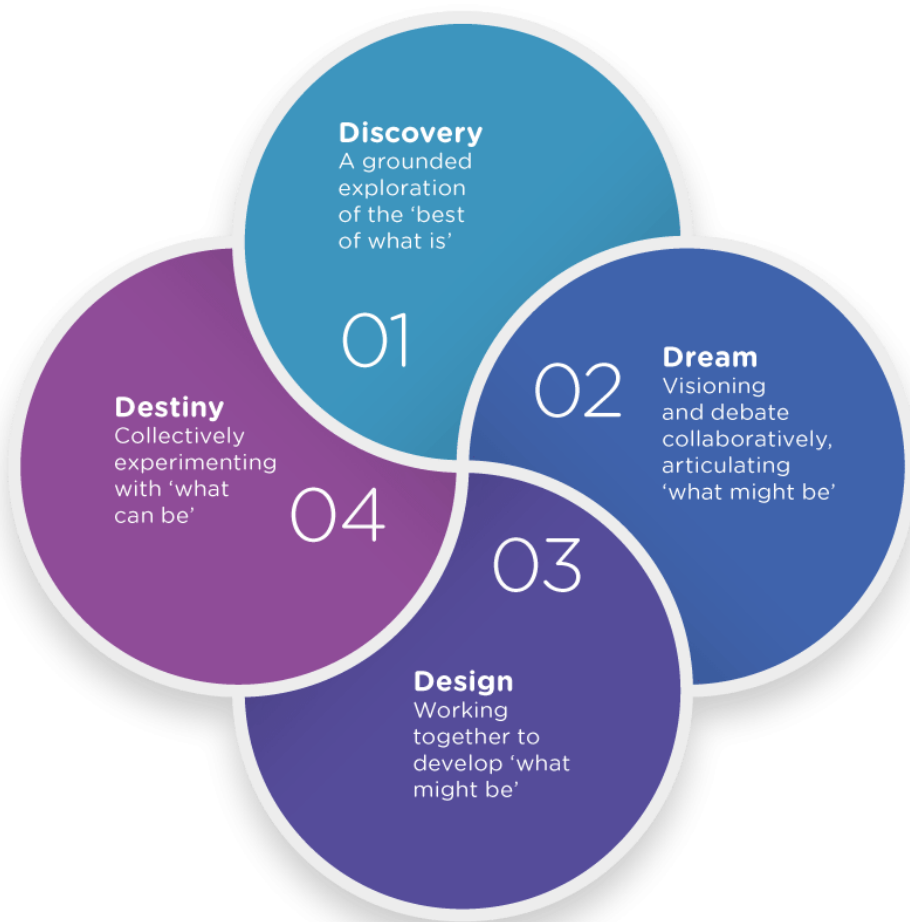 Discovery
A grounded
exploration
of the ‘best
of what is’
01
02
Dream
Visioning
and debate
collaboratively,
articulating
‘what might be’
03
Design
Working
together to
develop ‘what
might be’
Destiny
Collectively
experimenting
with ‘what
can be’
04